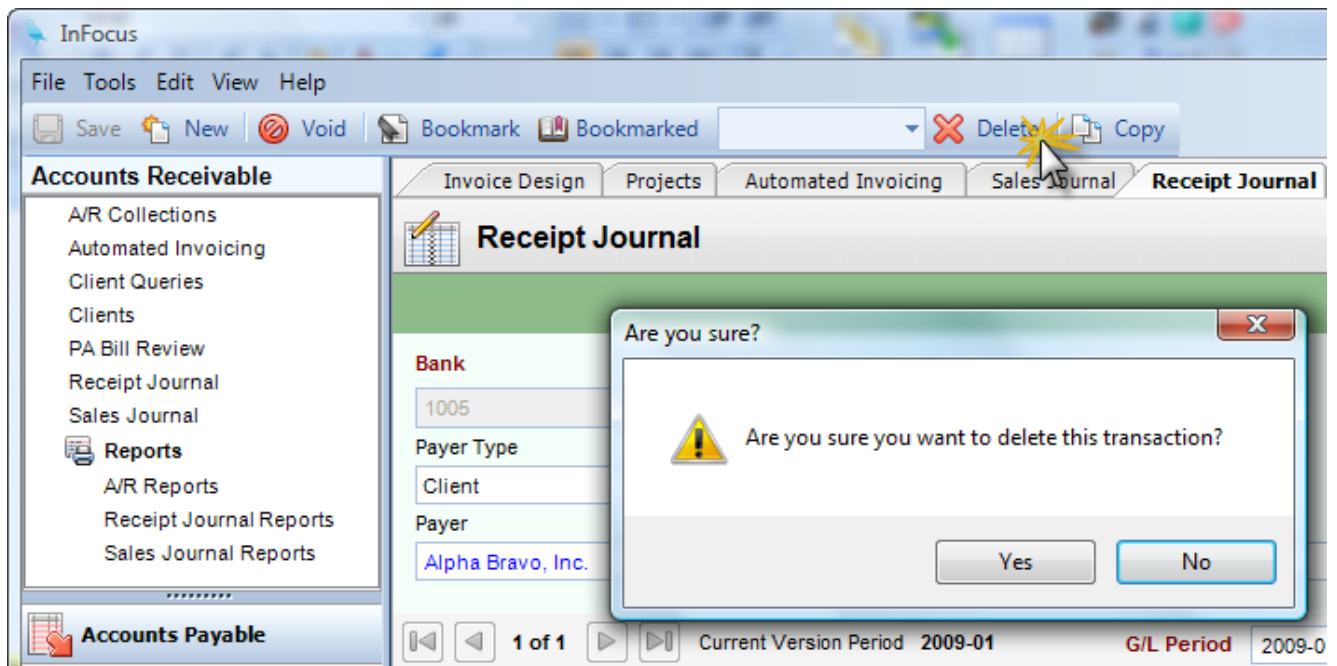 InFocus
File Tools Edit View Help
Save New Void Bookmark Bookmarked Delete Copy
Accounts Receivable
A/R Collections
Automated Invoicing
Client Queries
Clients
PA Bill Review
Receipt Journal
Sales Journal
Reports
A/R Reports
Receipt Journal Reports
Sales Journal Reports
Accounts Payable
Invoice Design Projects Automated Invoicing Sales Journal Receipt Journal
Receipt Journal
Bank
1005
Payer Type
Client
Payer
Alpha Bravo, Inc.
Are you sure?
Are you sure you want to delete this transaction?
Yes No
1 of 1 Current Version Period 2009-01 G/L Period 2009-0